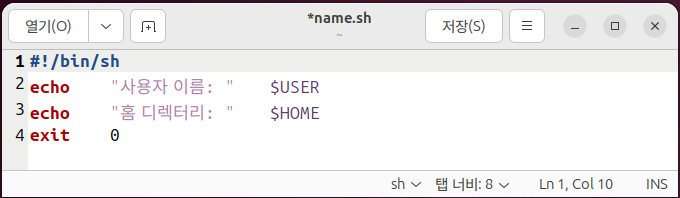 열기(O)
*name.sh
~
저장(S)
1 #!/bin/sh
2 echo "사용자 이름: " $USER
3 echo "홈 디렉터리: " $HOME
4 exit 0
sh 탭 너비: 8 Ln 1, Col 10 INS